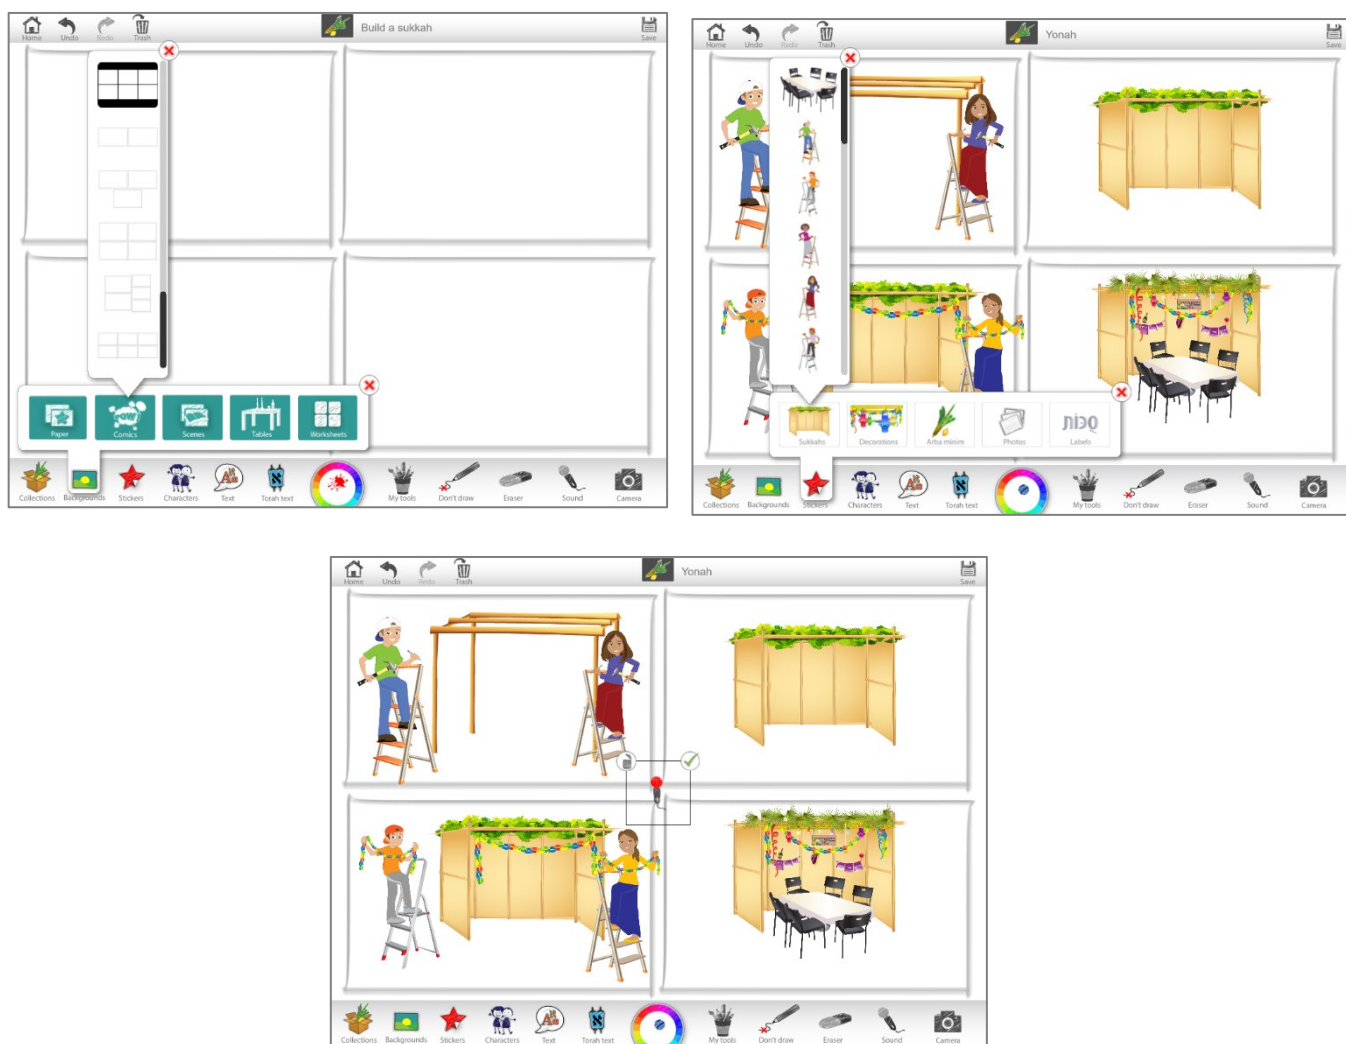 Home Undo Redo Trash Build a sukkah Save
POW
Paper Comics Scenes Tables Worksheets
Collections Backgrounds Stickers Characters Text Torah text My tools Don't draw Eraser Sound Camera
Home Undo Redo Trash Yonah Save
סֻכּוֹת
Sukkahs Decorations Arba minim Photos Labels
Collections Backgrounds Stickers Characters Text Torah text My tools Don't draw Eraser Sound Camera
Home Undo Redo Trash Yonah Save
Collections Backgrounds Stickers Characters Text Torah text My tools Don't draw Eraser Sound Camera